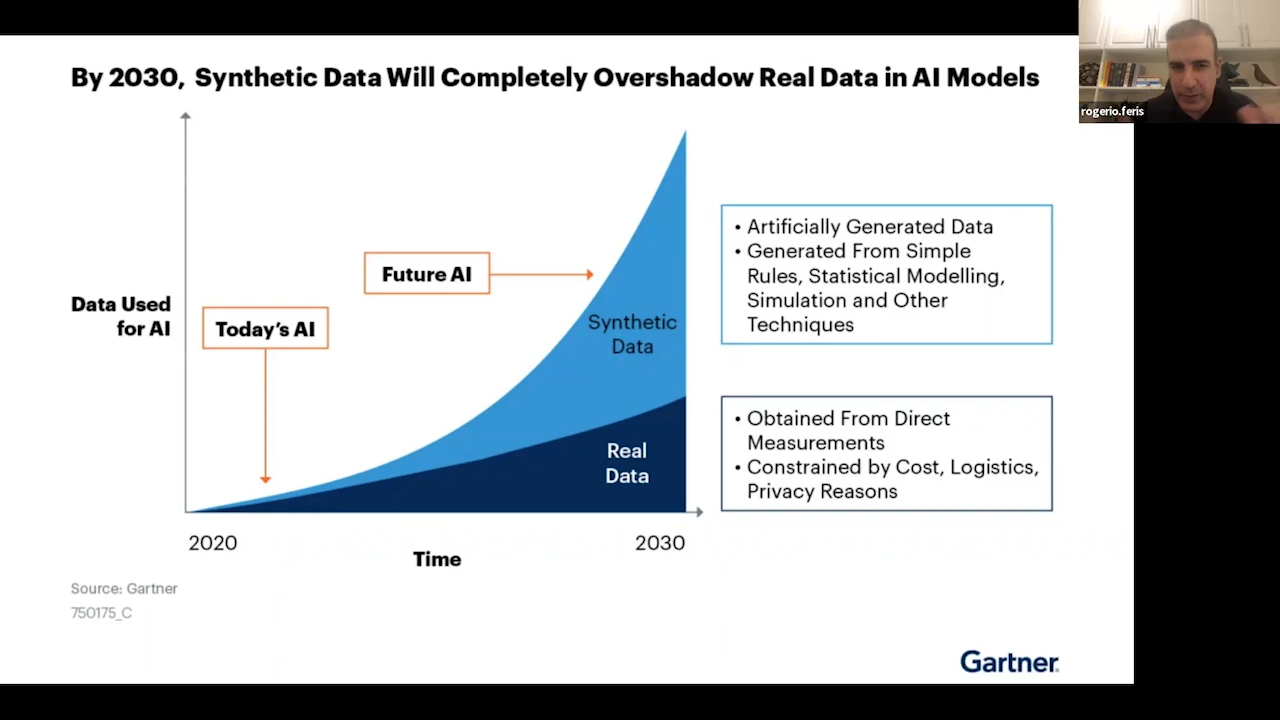 By 2030, Synthetic Data Will Completely Overshadow Real Data in AI Models
rogerio.feris
Data Used
for AI
Today's AI
Future AI
Synthetic
Data
Real
Data
• Artificially Generated Data
• Generated From Simple
Rules, Statistical Modelling,
Simulation and Other
Techniques
• Obtained From Direct
Measurements
• Constrained by Cost, Logistics,
Privacy Reasons
2020
Time
2030
Source: Gartner
750175_C
Gartner